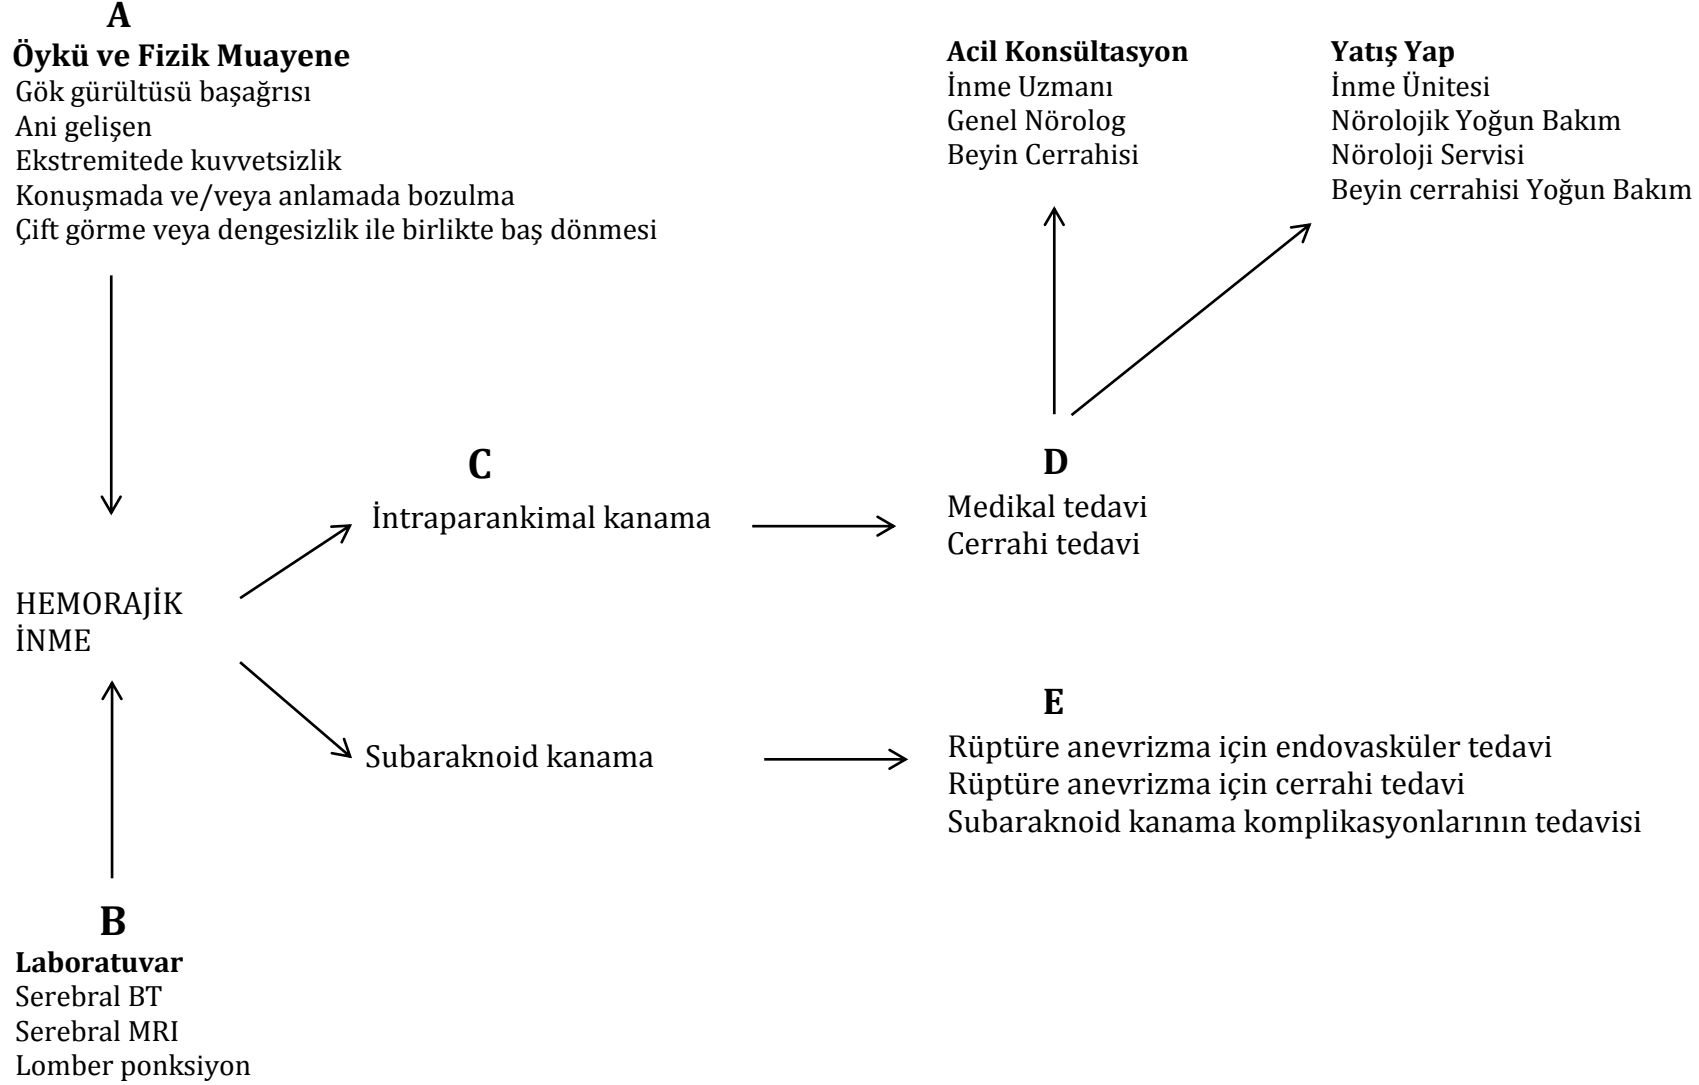 A
Öykü ve Fizik Muayene
Gök gürültüsü başağrısı
Ani gelişen
Ekstremitede kuvvetsizlik
Konuşmada ve/veya anlamada bozulma
Çift görme veya dengesizlik ile birlikte baş dönmesi
Acil Konsültasyon
İnme Uzmanı
Genel Nörolog
Beyin Cerrahisi
Yatış Yap
İnme Ünitesi
Nörolojik Yoğun Bakım
Nöroloji Servisi
Beyin cerrahisi Yoğun Bakım
C
İntraparankimal kanama
D
Medikal tedavi
Cerrahi tedavi
HEMORAJİK
İNME
Subaraknoid kanama
E
Rüptüre anevrizma için endovasküler tedavi
Rüptüre anevrizma için cerrahi tedavi
Subaraknoid kanama komplikasyonlarının tedavisi
B
Laboratuvar
Serebral BT
Serebral MRI
Lomber ponksiyon